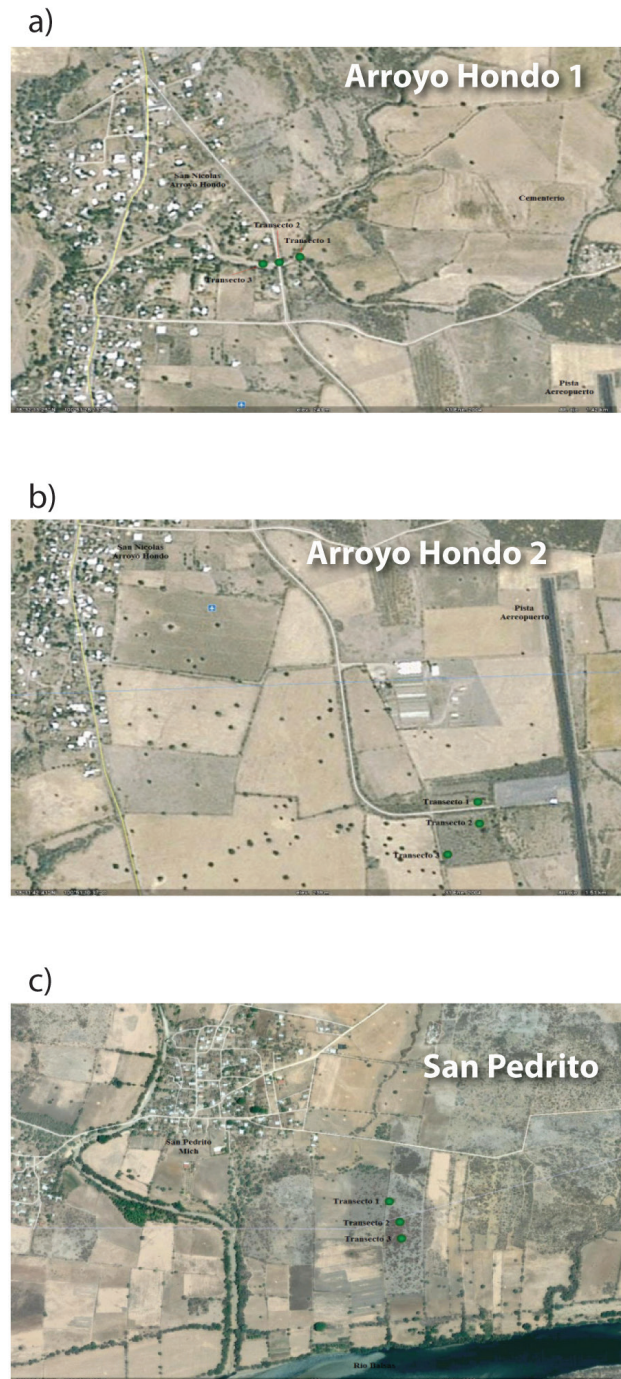 a)
Arroyo Hondo 1
San Nicolas
Arroyo Hondo
Cementerio
Transecto 2
Transecto 1
Transecto 3
Pista
Aereopuerto
b)
Arroyo Hondo 2
San Nicolas
Arroyo Hondo
Pista
Aereopuerto
Transecto 1
Transecto 2
Transecto 3
c)
San Pedrito
San Pedrito
Mich
Transecto 1
Transecto 2
Transecto 3
Rio Balsas